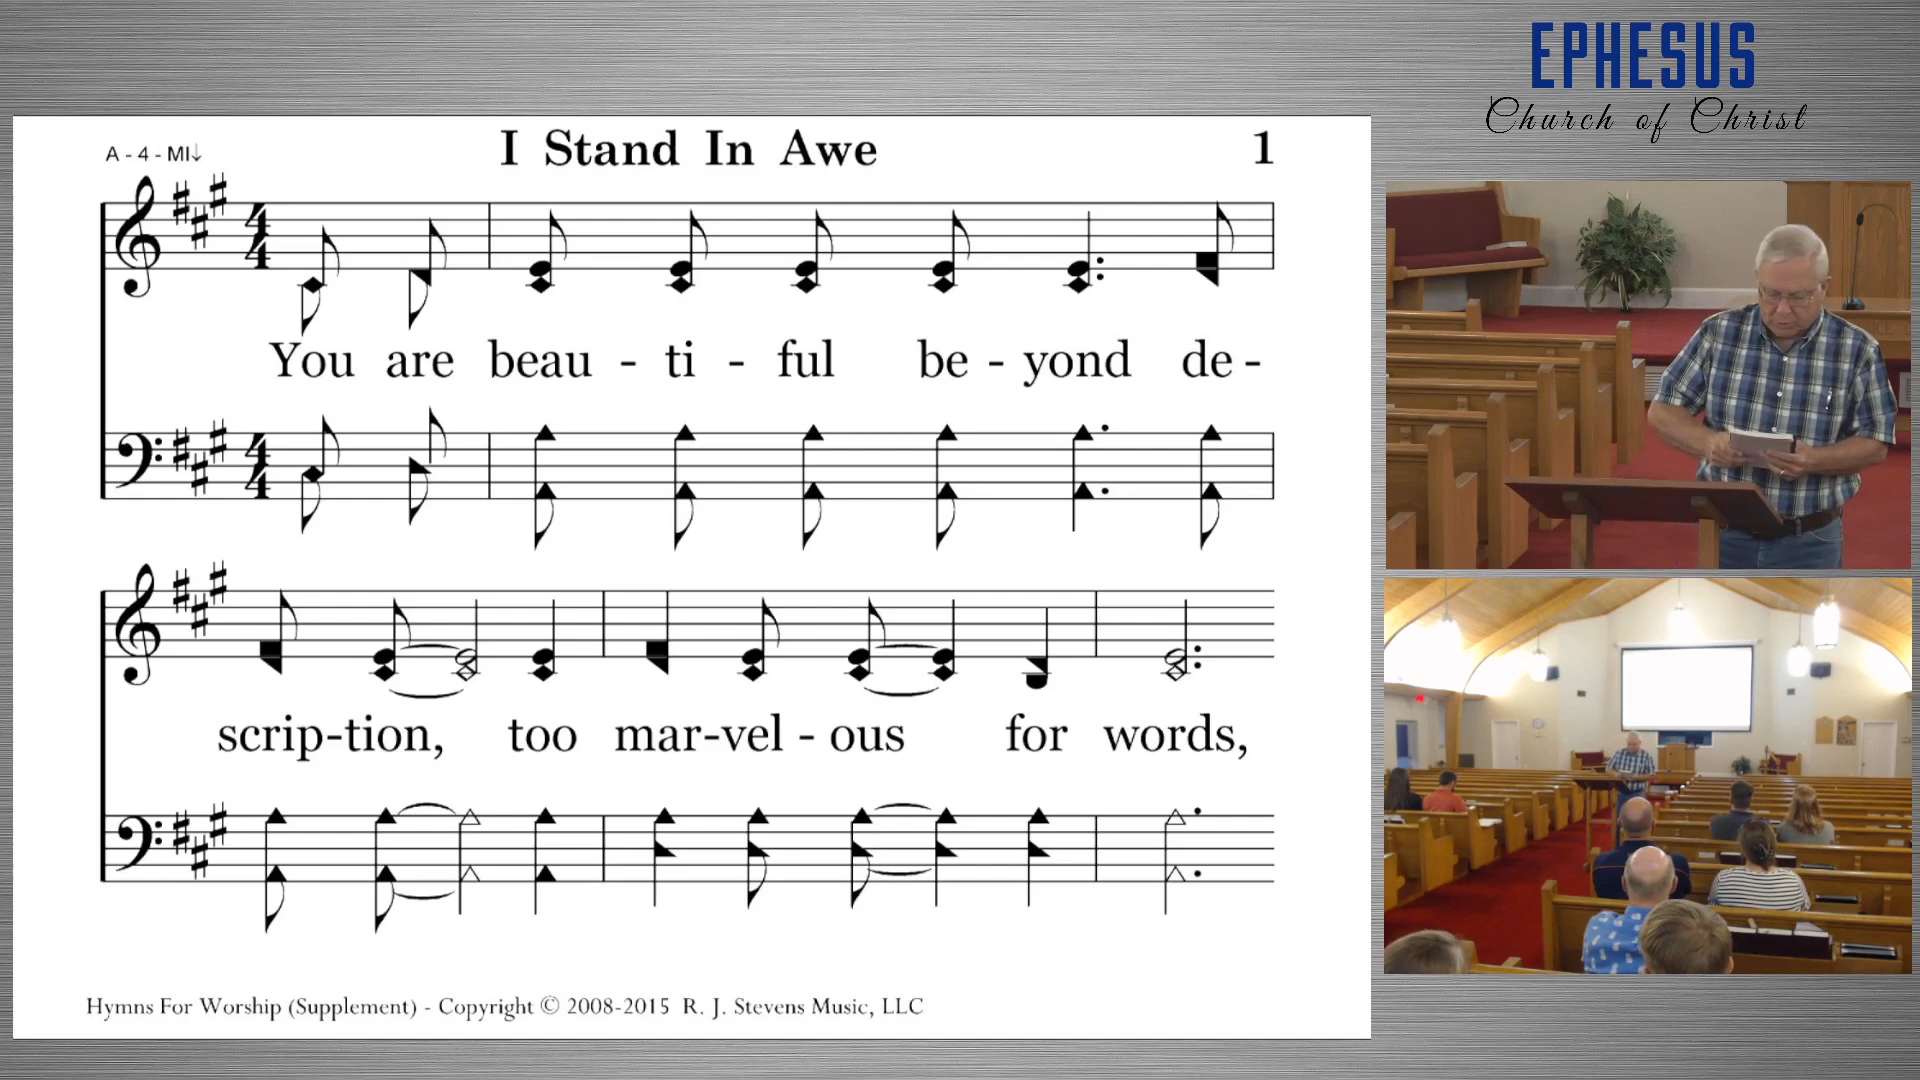 EPHESUS
Church of Christ
A - 4 - MI↓
I Stand In Awe
1
You are beau - ti - ful be - yond de -
scrip-tion, too mar-vel - ous for words,
Hymns For Worship (Supplement) - Copyright © 2008-2015 R. J. Stevens Music, LLC